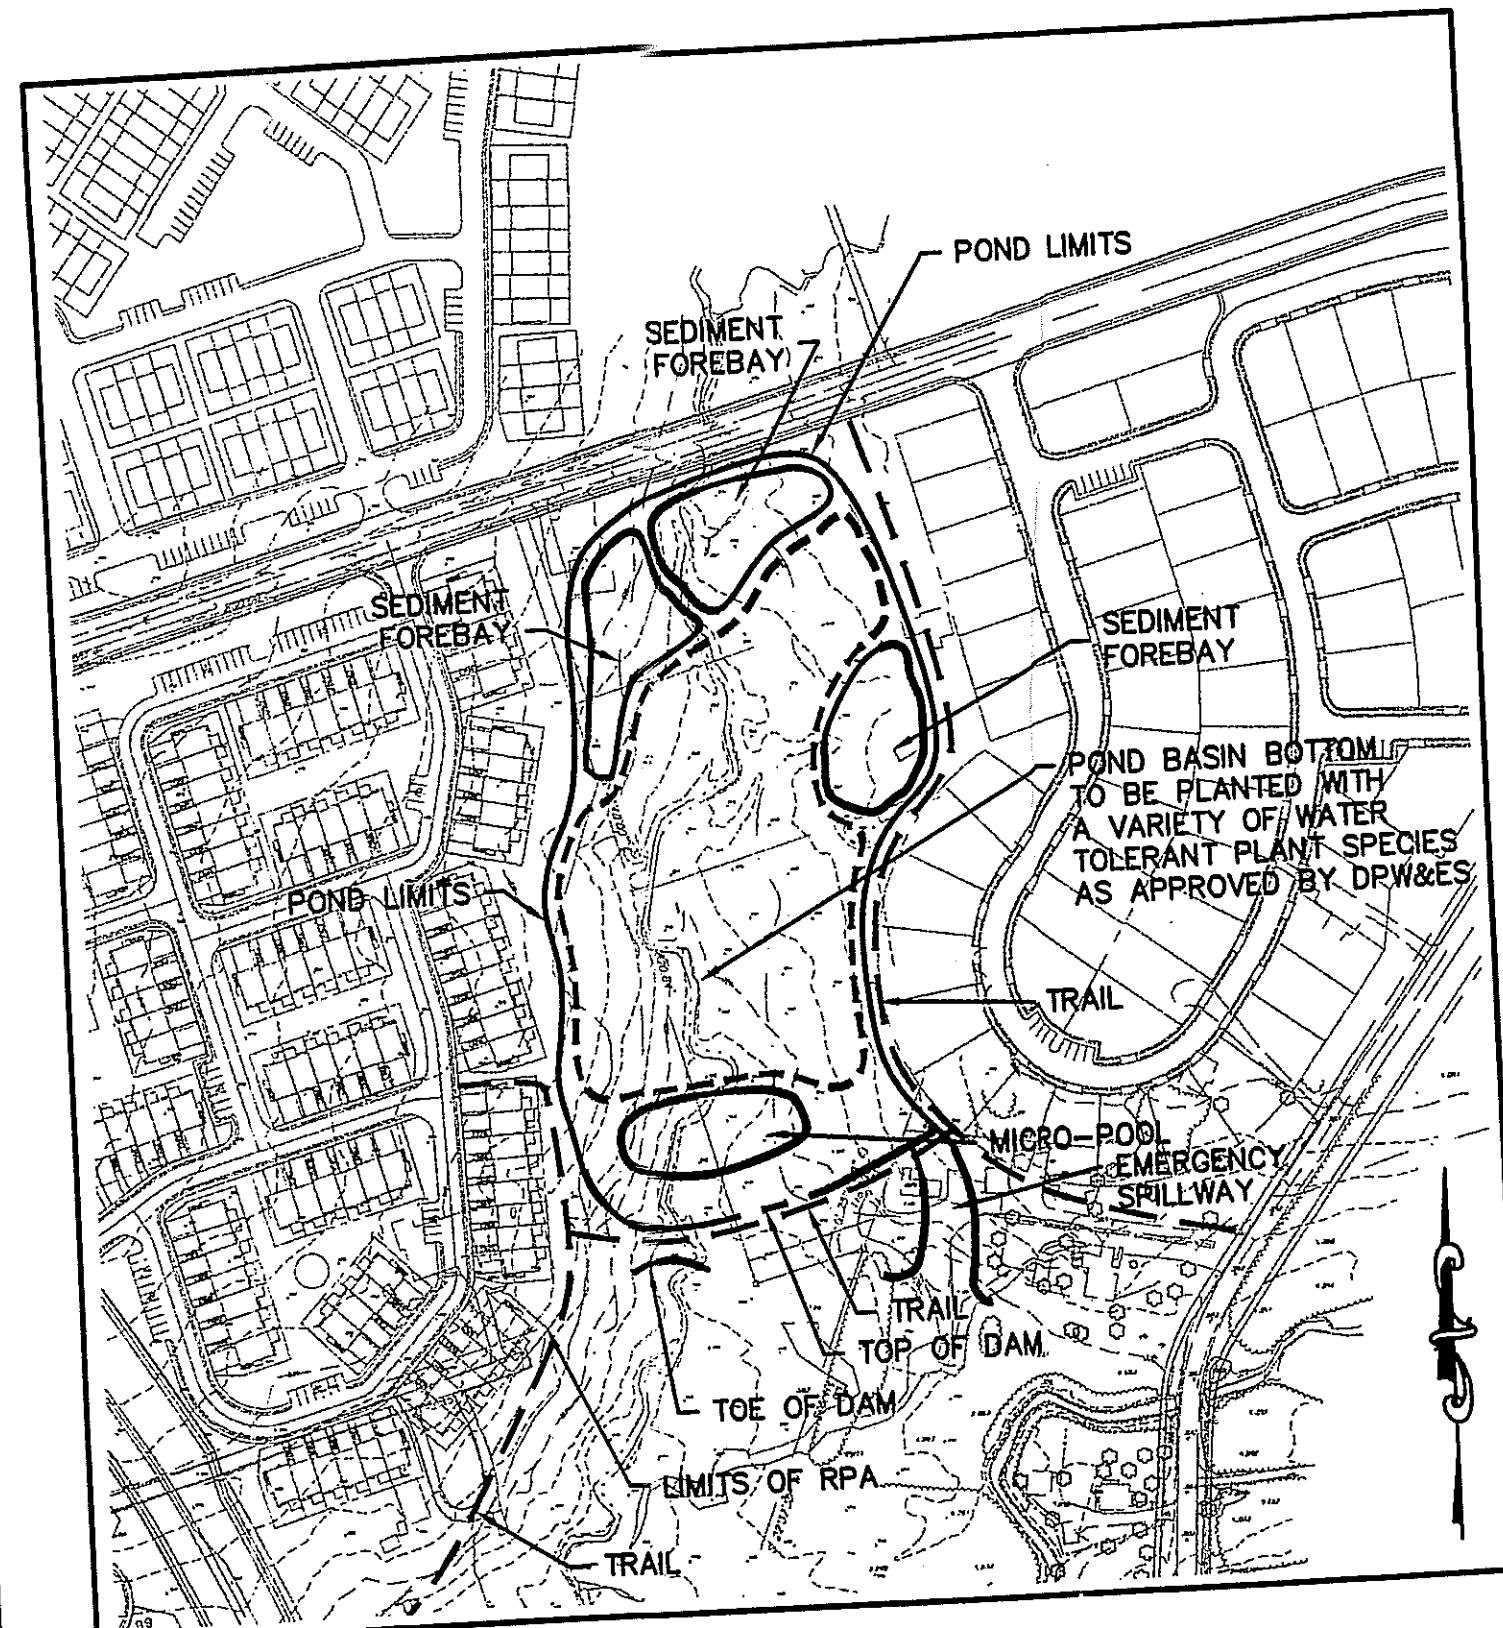 POND LIMITS
SEDIMENT
FOREBAY
SEDIMENT
FOREBAY
SEDIMENT
FOREBAY
POND BASIN BOTTOM
TO BE PLANTED WITH
A VARIETY OF WATER
TOLERANT PLANT SPECIES
AS APPROVED BY DPW&ES
POND LIMITS
TRAIL
MICRO-POOL
EMERGENCY
SPILLWAY
TRAIL
TOP OF DAM
TOE OF DAM
LIMITS OF RPA
TRAIL